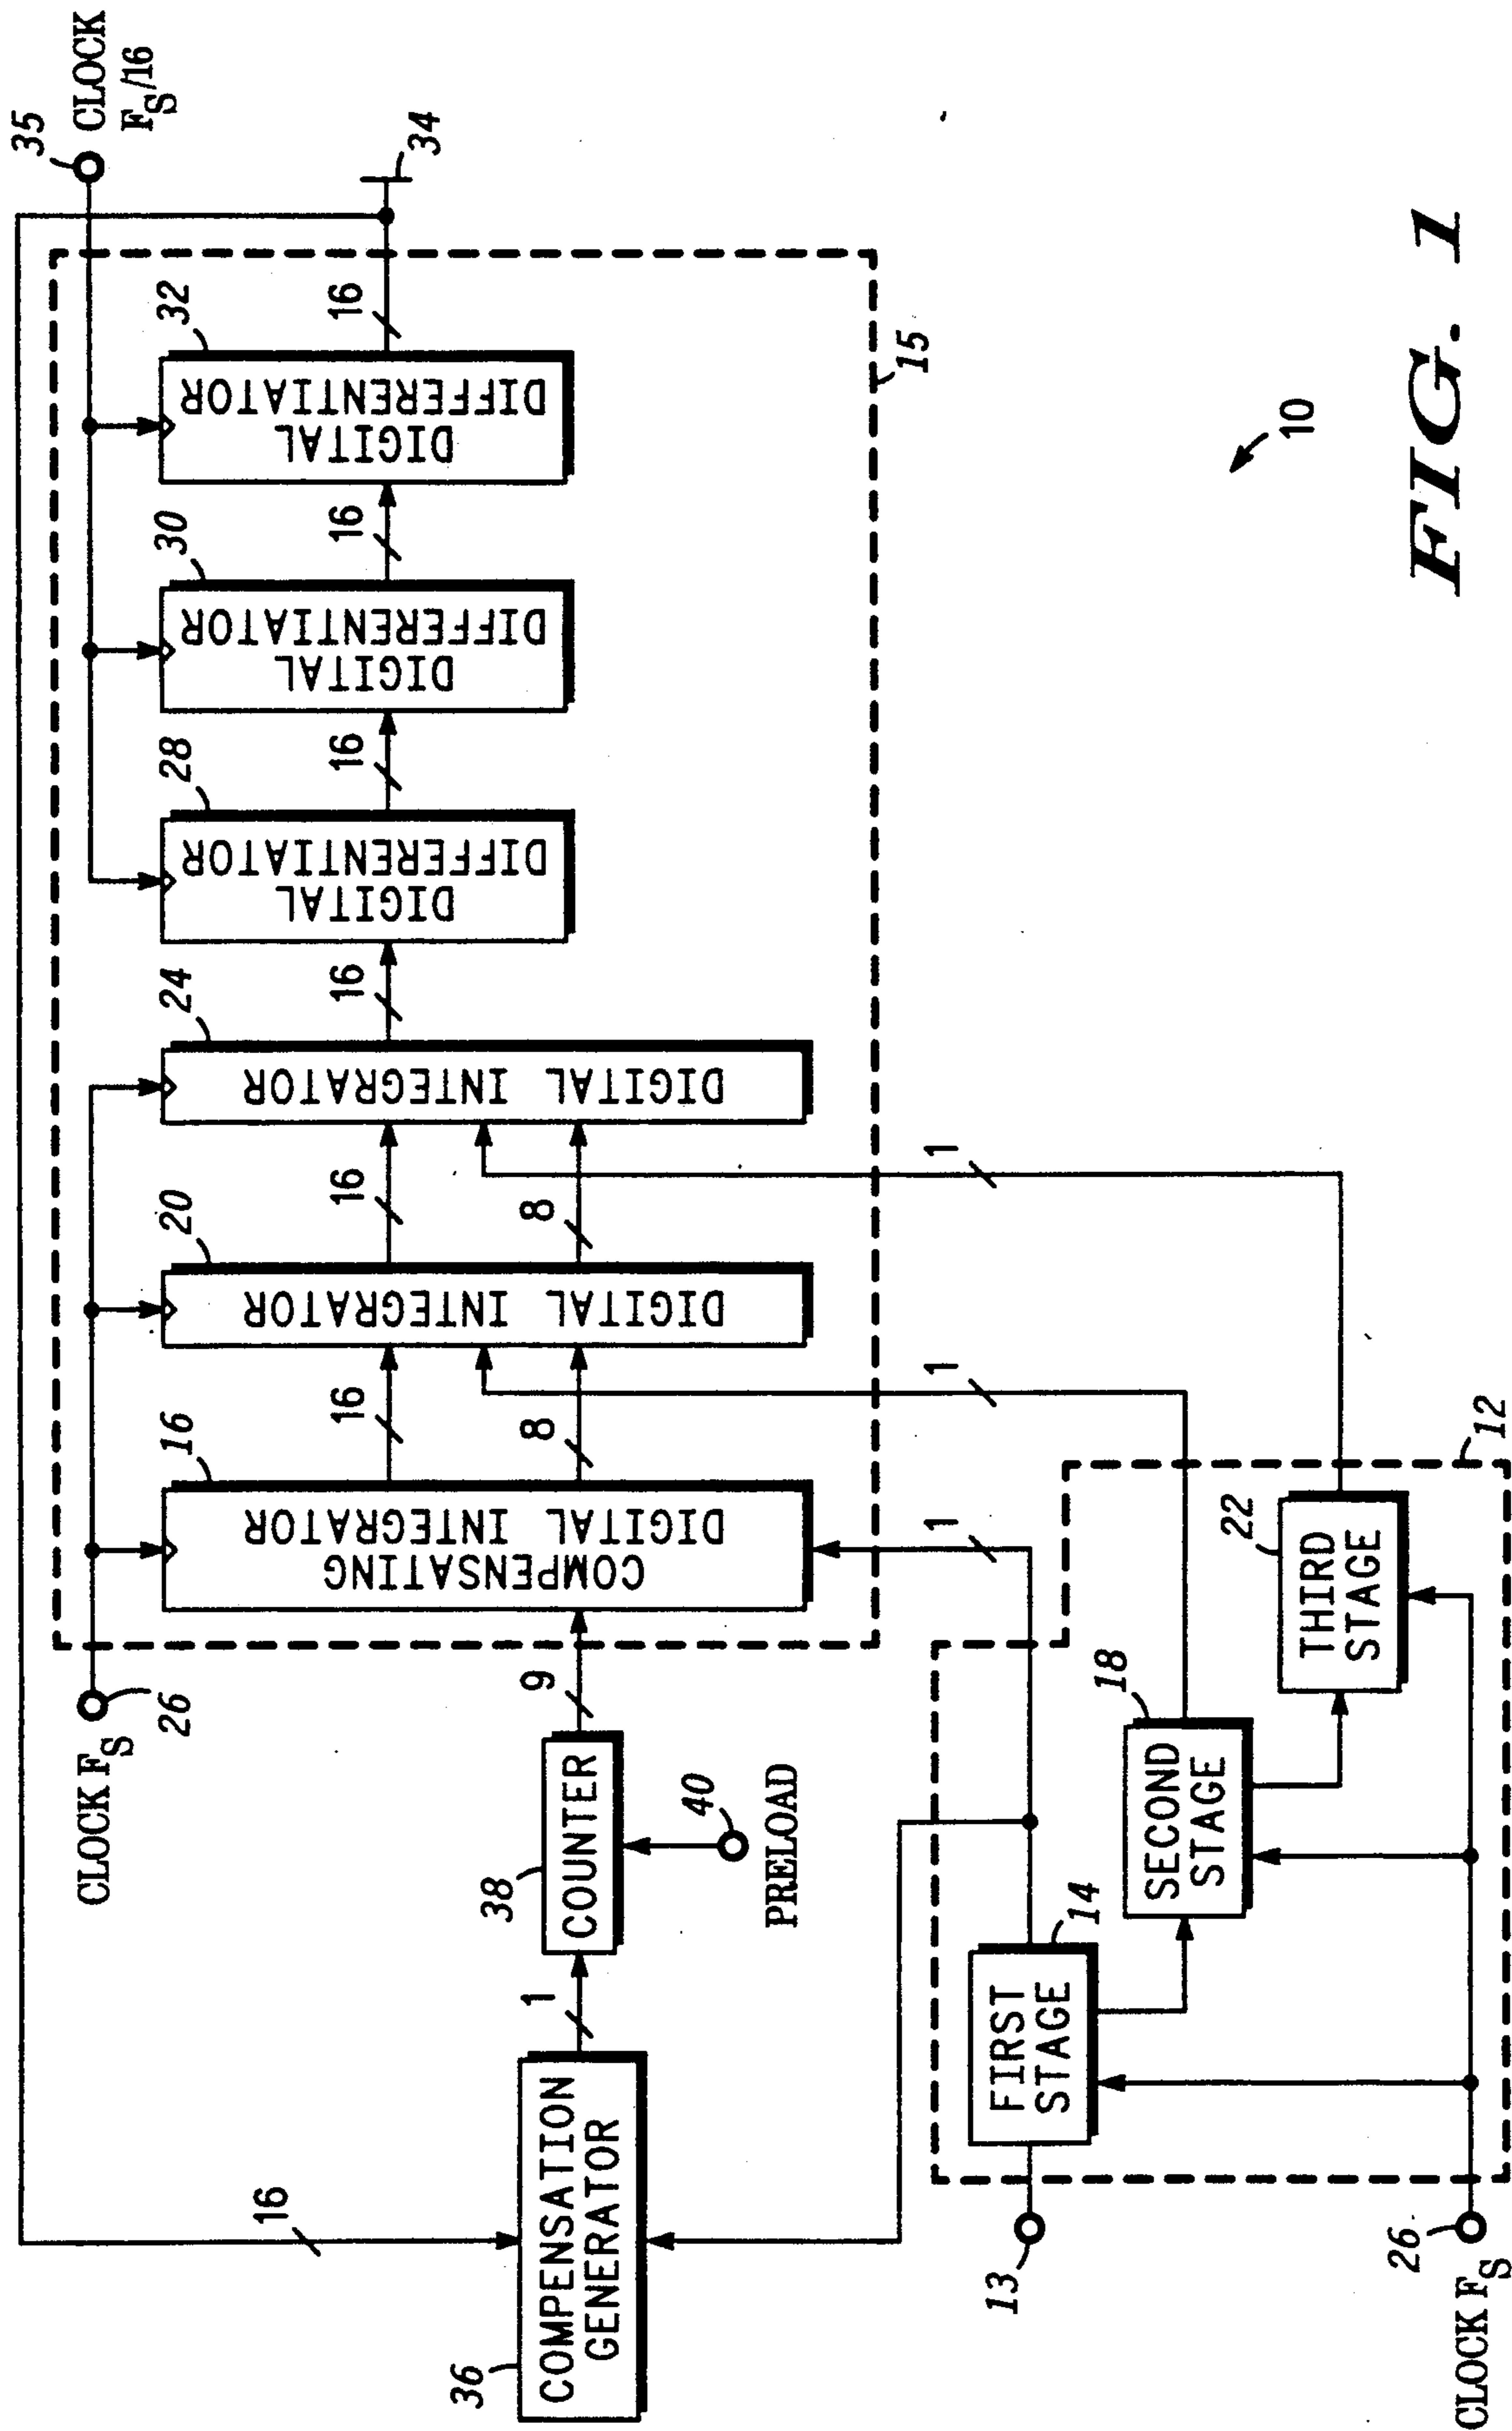 35
CLOCK
F_S/16
34
32
DIGITAL
DIFFERENTIATOR
16
15
30
DIGITAL
DIFFERENTIATOR
16
28
DIGITAL
DIFFERENTIATOR
16
24
DIGITAL INTEGRATOR
16
20
DIGITAL INTEGRATOR
16
8
1
16
COMPENSATING
DIGITAL INTEGRATOR
16
8
1
CLOCK F_S
26
9
38
COUNTER
40
PRELOAD
1
36
COMPENSATION
GENERATOR
16
1
12
22
THIRD
STAGE
18
SECOND
STAGE
14
FIRST
STAGE
13
26
CLOCK F_S
10
FIG. 1